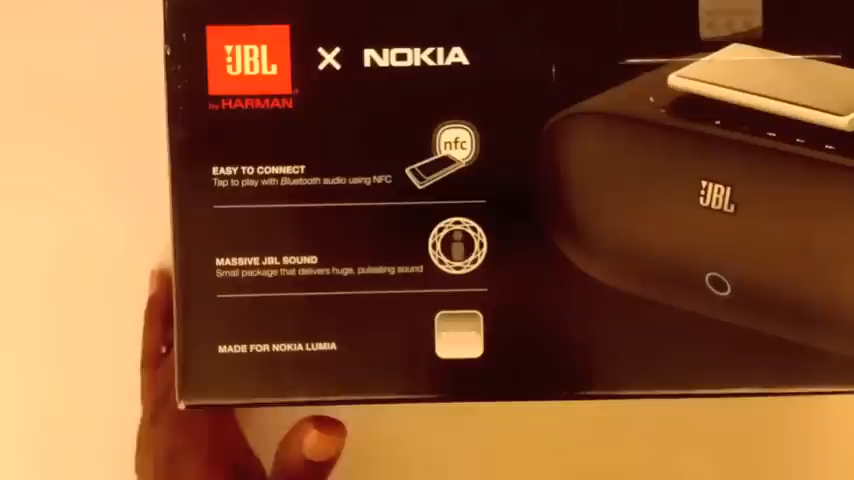 JBL X NOKIA
by HARMAN
nfc
EASY TO CONNECT
Tap to play with Bluetooth audio using NFC
MASSIVE JBL SOUND
Small package that delivers huge, pulsating sound
MADE FOR NOKIA LUMIA
JBL